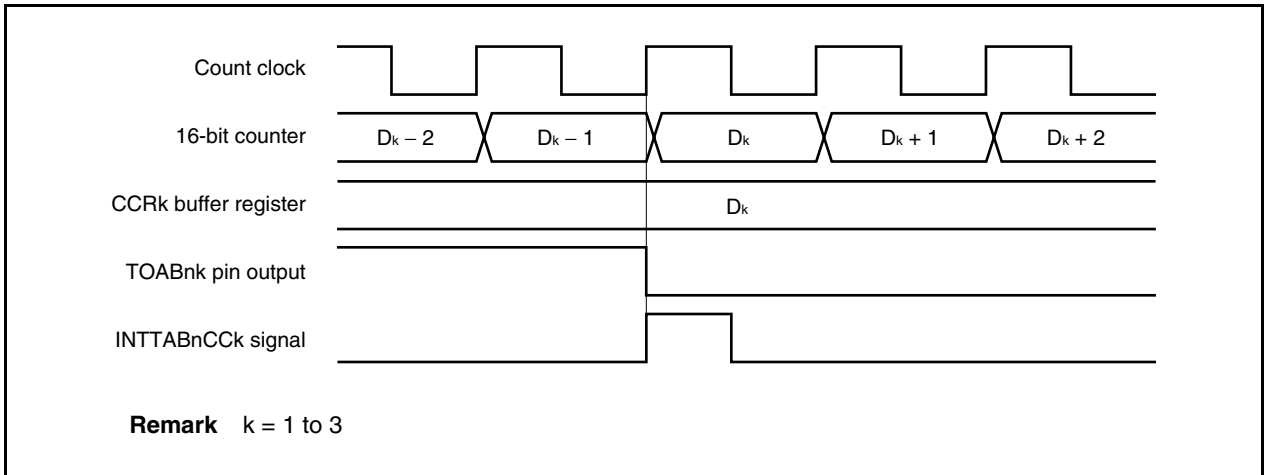 Count clock
16-bit counter
Dk − 2
Dk − 1
Dk
Dk + 1
Dk + 2
CCRk buffer register
Dk
TOABnk pin output
INTTABnCCk signal
Remark k = 1 to 3